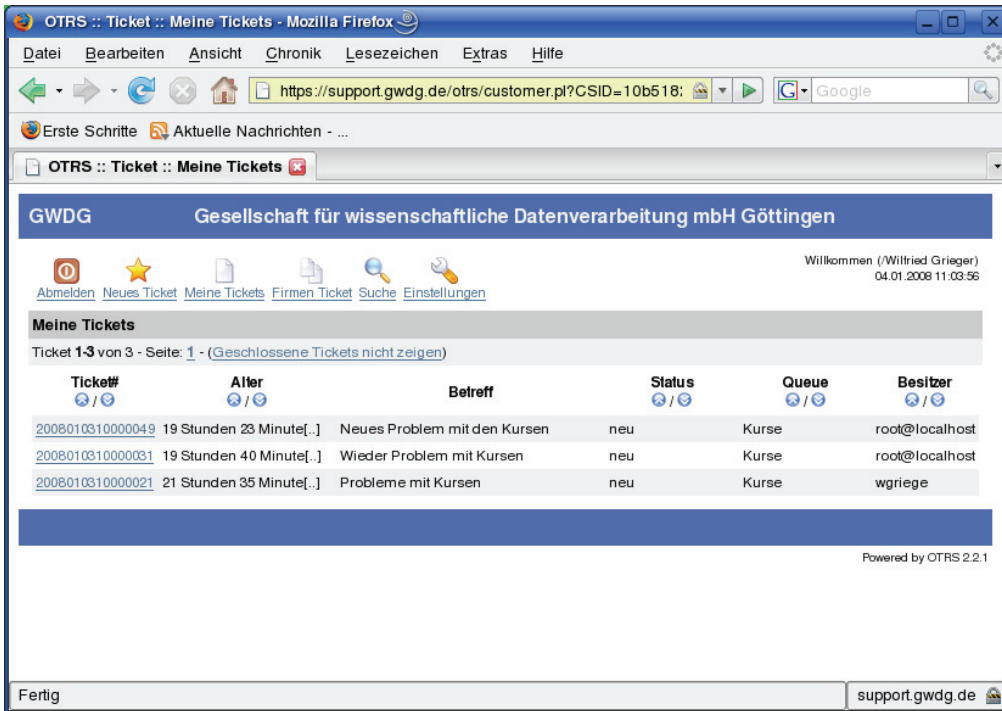 OTRS :: Ticket :: Meine Tickets - Mozilla Firefox
Datei Bearbeiten Ansicht Chronik Lesezeichen Extras Hilfe
https://support.gwdg.de/otrs/customer.pl?CSID=10b518: G Google
Erste Schritte Aktuelle Nachrichten - ...
OTRS :: Ticket :: Meine Tickets
GWDG Gesellschaft für wissenschaftliche Datenverarbeitung mbH Göttingen
Willkommen (/Wilfried Grieger)
04.01.2008 11:03:56
Abmelden Neues Ticket Meine Tickets Firmen Ticket Suche Einstellungen
Meine Tickets
Ticket 1-3 von 3 - Seite: 1 - (Geschlossene Tickets nicht zeigen)
Ticket# Alter Betreff Status Queue Besitzer
/ / / / /
2008010310000049 19 Stunden 23 Minute[..] Neues Problem mit den Kursen neu Kurse root@localhost
2008010310000031 19 Stunden 40 Minute[..] Wieder Problem mit Kursen neu Kurse root@localhost
2008010310000021 21 Stunden 35 Minute[..] Probleme mit Kursen neu Kurse wgriege
Powered by OTRS 2.2.1
Fertig support.gwdg.de